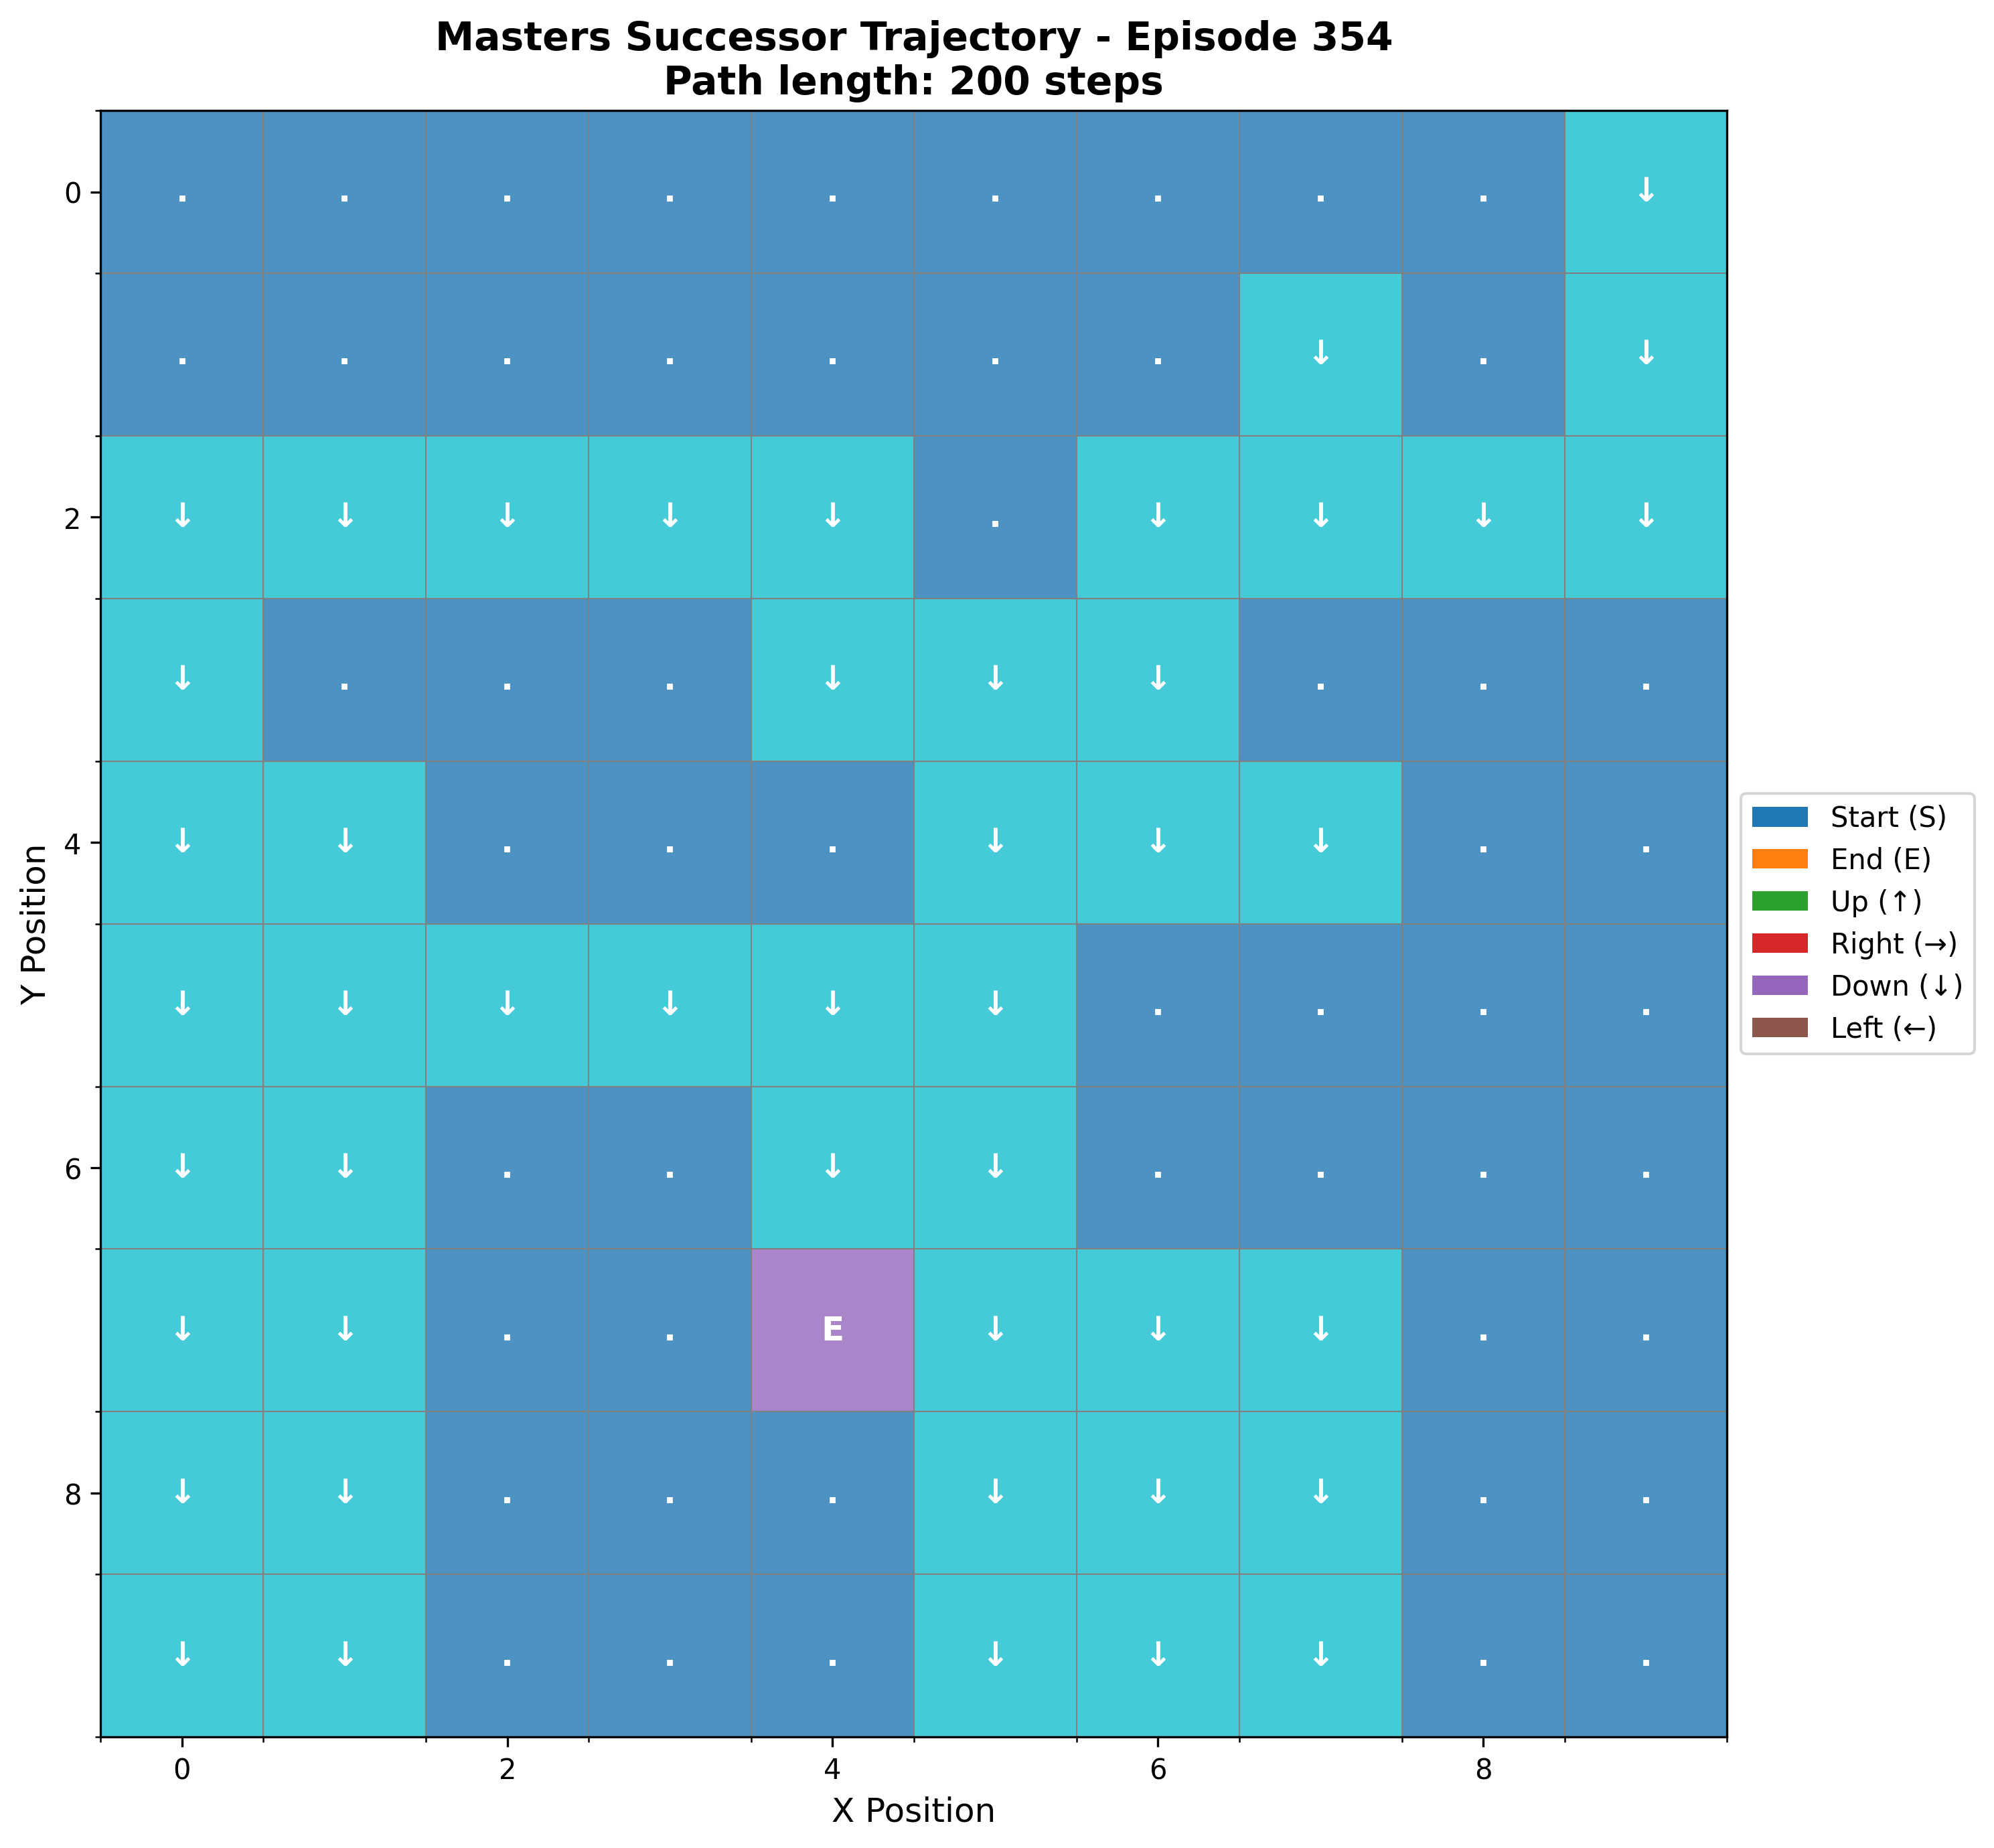 Masters Successor Trajectory - Episode 354
Path length: 200 steps
0 . . . . . . . . . ↓
. . . . . . . ↓ . ↓
2 ↓ ↓ ↓ ↓ ↓ . ↓ ↓ ↓ ↓
↓ . . . ↓ ↓ ↓ . . .
4 ↓ ↓ . . . ↓ ↓ ↓ . .
↓ ↓ ↓ ↓ ↓ ↓ . . . .
6 ↓ ↓ . . ↓ ↓ . . . .
↓ ↓ . . E ↓ ↓ ↓ . .
8 ↓ ↓ . . . ↓ ↓ ↓ . .
↓ ↓ . . . ↓ ↓ ↓ . .
0 2 4 6 8
X Position
Y Position
Start (S)
End (E)
Up (↑)
Right (→)
Down (↓)
Left (←)